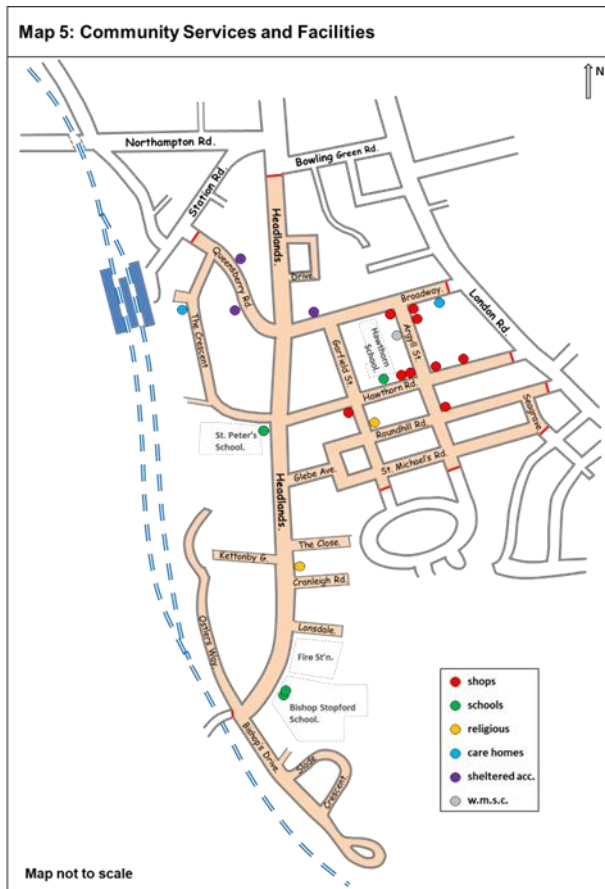 Map 5: Community Services and Facilities
N
Northampton Rd.
Bowling Green Rd.
Station Rd.
Headlands.
Queensberry Rd.
Drive.
Broadway.
London Rd.
The Crescent
Hawthorn
School.
Argyll St.
Garfield St.
Hawthorn Rd.
Seagrave.
St. Peter's
School.
Roundhill Rd
St. Michael's Rd.
Glebe Ave.
Headlands.
The Close.
Kettonby G.
Cranleigh Rd.
Ostlers Way.
Lonsdale.
Fire St'n.
Bishop Stopford
School.
Bishop's Drive.
Slade
Crescent
shops
schools
religious
care homes
sheltered acc.
w.m.s.c.
Map not to scale